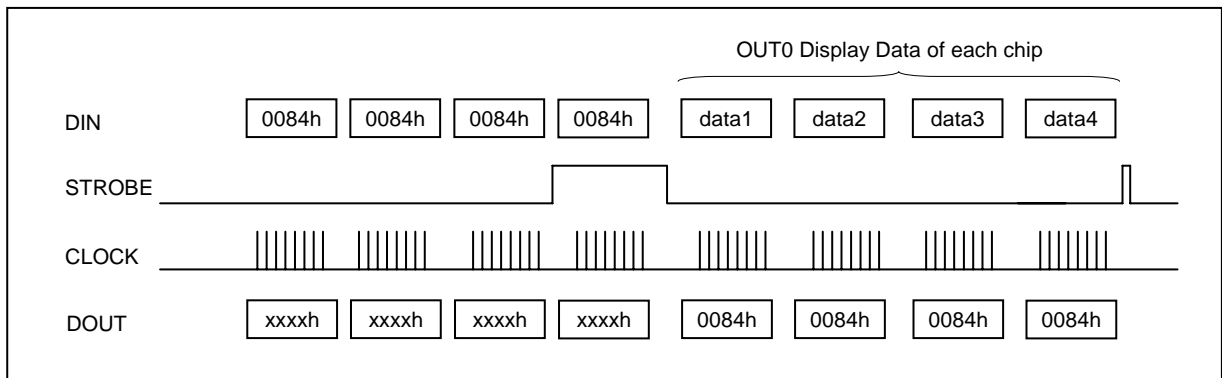 OUT0 Display Data of each chip
DIN 0084h 0084h 0084h 0084h data1 data2 data3 data4
STROBE
CLOCK
DOUT xxxxh xxxxh xxxxh xxxxh 0084h 0084h 0084h 0084h